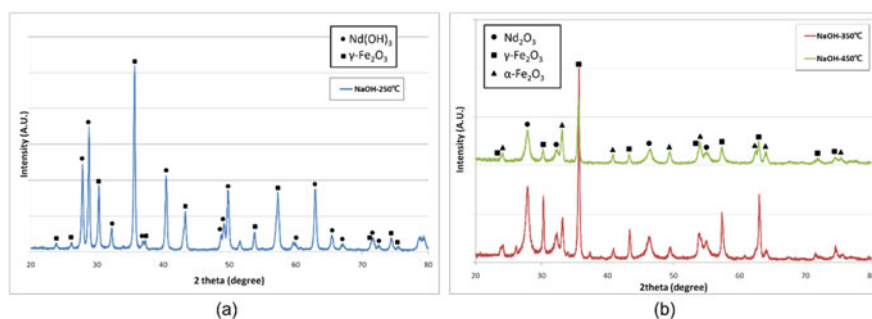 (a)
Intensity (A.U.)
● Nd(OH)₃
■ γ-Fe₂O₃
NaOH-250℃
20 30 40 50 60 70 80
2 theta (degree)
(a)
(b)
Intensity (A.U.)
● Nd₂O₃
■ γ-Fe₂O₃
▲ α-Fe₂O₃
NaOH-350℃
NaOH-450℃
20 30 40 50 60 70 80
2theta (degree)
(b)